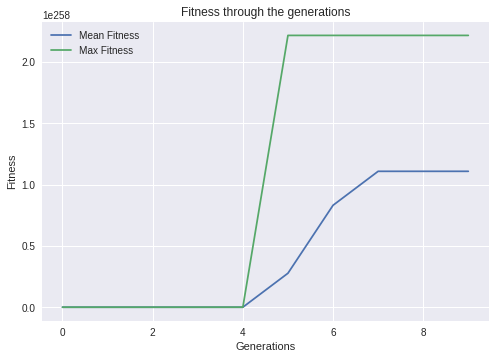 Fitness through the generations
1e258
Mean Fitness
Max Fitness
2.0
1.5
1.0
0.5
0.0
Fitness
0 2 4 6 8
Generations